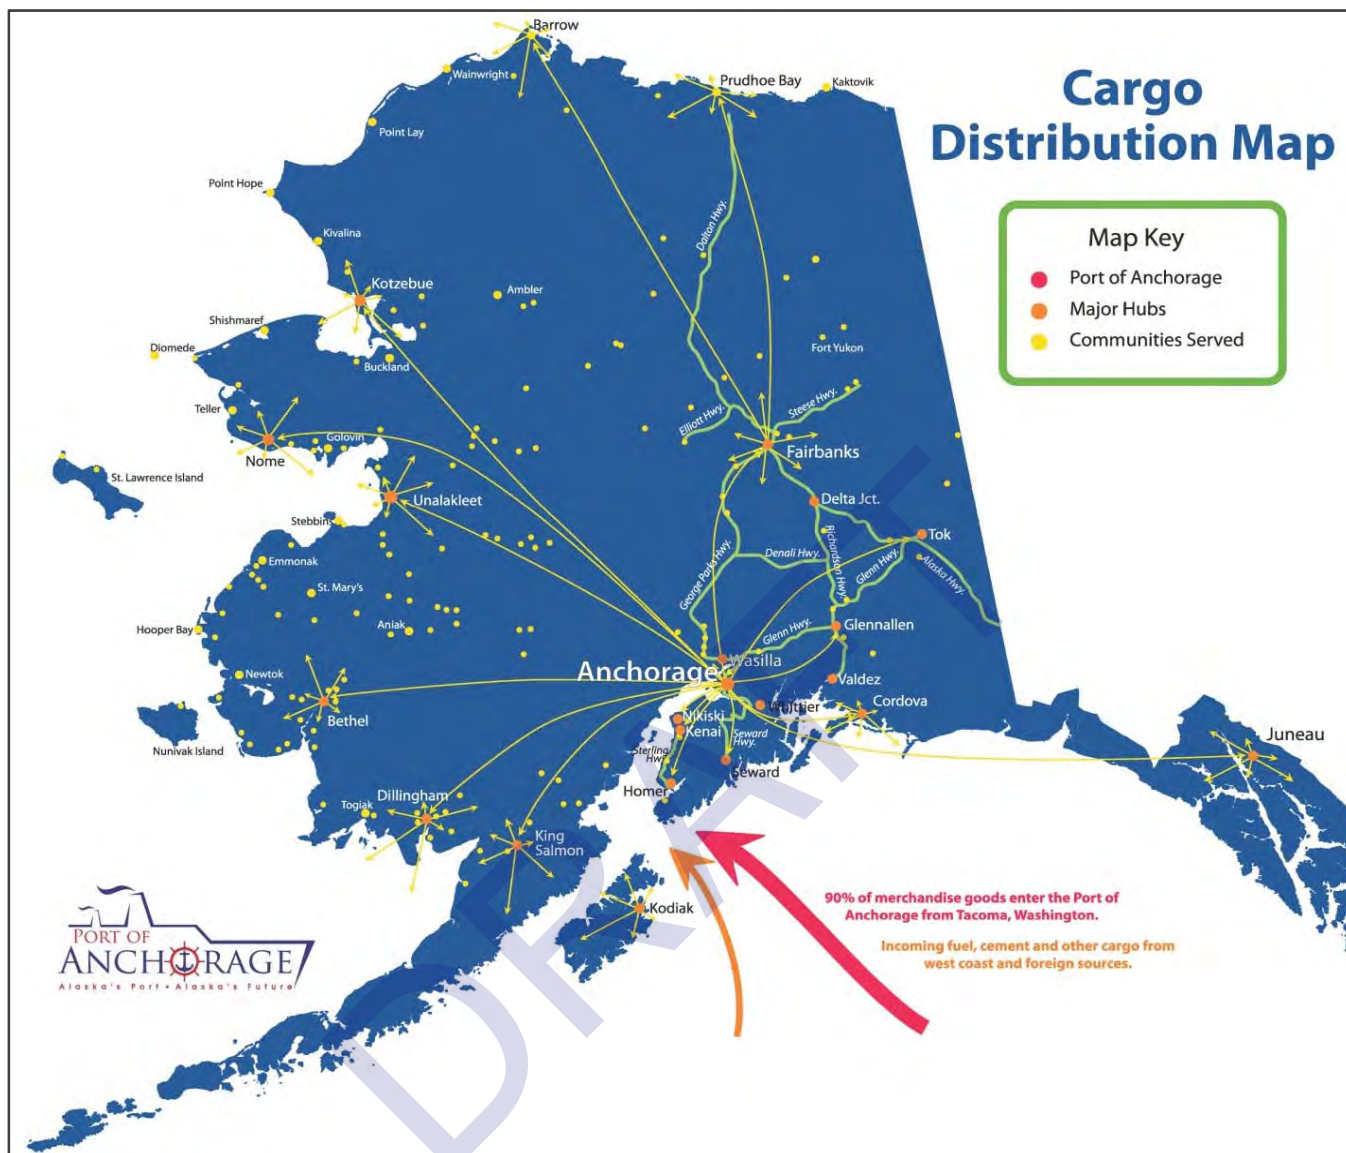 Barrow
Wainwright
Prudhoe Bay
Kaktovik
Cargo
Distribution Map
Point Lay
Point Hope
Map Key
Port of Anchorage
Major Hubs
Communities Served
Kivalina
Dalton Hwy.
Kotzebue
Ambler
Shishmaref
Diomede
Buckland
Fort Yukon
Teller
Elliott Hwy.
Steese Hwy.
Golovin
Nome
Fairbanks
St. Lawrence Island
Unalakleet
Delta Jct.
Stebbins
Tok
Richardson Hwy.
Denali Hwy.
Emmonak
George Parks Hwy.
Glenn Hwy.
Alaska Hwy.
St. Mary's
Aniak
Hooper Bay
Glenn Hwy.
Glennallen
Wasilla
Anchorage
Newtok
Valdez
Bethel
Whittier
Cordova
Nikiski
Kenai
Nunivak Island
Seward
Hwy.
Sterling
Hwy.
Juneau
Seward
Homer
Dillingham
Togiak
King
Salmon
Kodiak
90% of merchandise goods enter the Port of
Anchorage from Tacoma, Washington.
Incoming fuel, cement and other cargo from
west coast and foreign sources.
PORT OF
ANCHORAGE
Alaska's Port • Alaska's Future
DRAFT